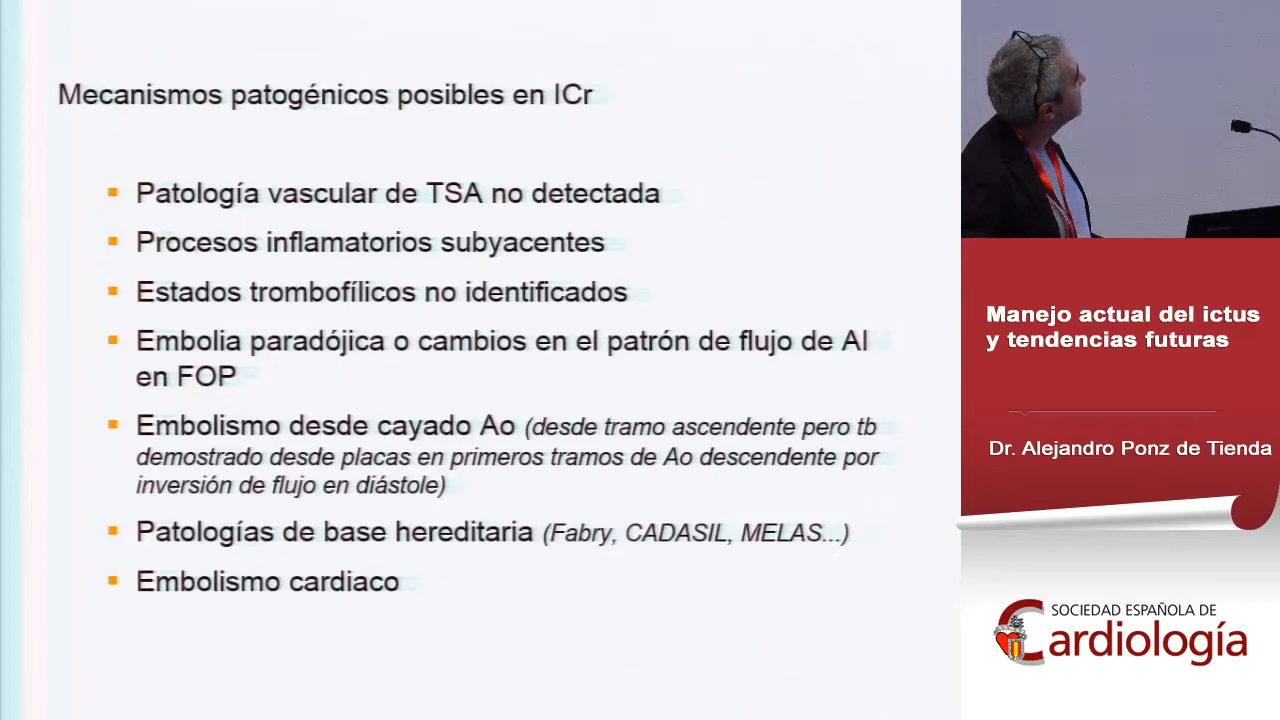 Mecanismos patogénicos posibles en ICr
Patología vascular de TSA no detectada
Procesos inflamatorios subyacentes
Estados trombofílicos no identificados
Embolia paradójica o cambios en el patrón de flujo de AI
en FOP
Embolismo desde cayado Ao (desde tramo ascendente pero tb
demostrado desde placas en primeros tramos de Ao descendente por
inversión de flujo en diástole)
Patologías de base hereditaria (Fabry, CADASIL, MELAS...)
Embolismo cardiaco
Manejo actual del ictus
y tendencias futuras
Dr. Alejandro Ponz de Tienda
SOCIEDAD ESPAÑOLA DE
Cardiología